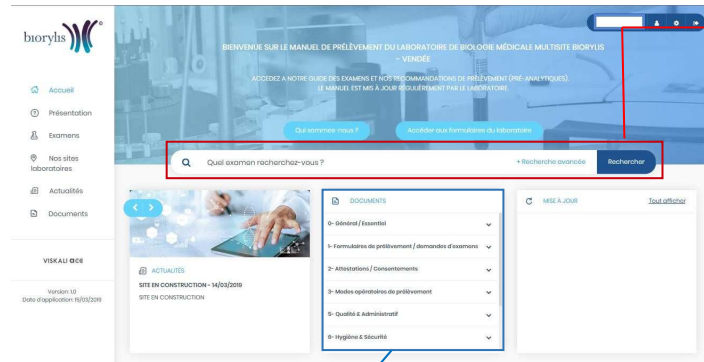 biorylis
Accueil
Présentation
Examens
Nos sites
laboratoires
Actualités
Documents
VISKALI ace
Version 1.0
Date d'application: 15/03/2019
BIENVENUE SUR LE MANUEL DE PRÉLÈVEMENT DU LABORATOIRE DE BIOLOGIE MÉDICALE MULTISITE BIORYLIS
- VENDÉE
ACCÉDEZ A NOTRE GUIDE DES EXAMENS ET NOS RECOMMANDATIONS DE PRÉLÈVEMENT (PRÉ-ANALYTIQUES).
LE MANUEL EST MIS À JOUR RÉGULIÈREMENT PAR LE LABORATOIRE
Qui sommes-nous ?
Accéder aux formulaires du laboratoire
Quel examen recherchez-vous ?
+ Recherche avancée
Rechercher
ACTUALITÉS
SITE EN CONSTRUCTION - 14/03/2019
SITE EN CONSTRUCTION
DOCUMENTS
0- Général / Essentiel
1- Formulaires de prélèvement / demandes d'examens
2- Attestations / Consentements
3- Modes opératoires de prélèvement
5- Qualité & Administratif
6- Hygiène & Sécurité
MISE À JOUR
Tout afficher